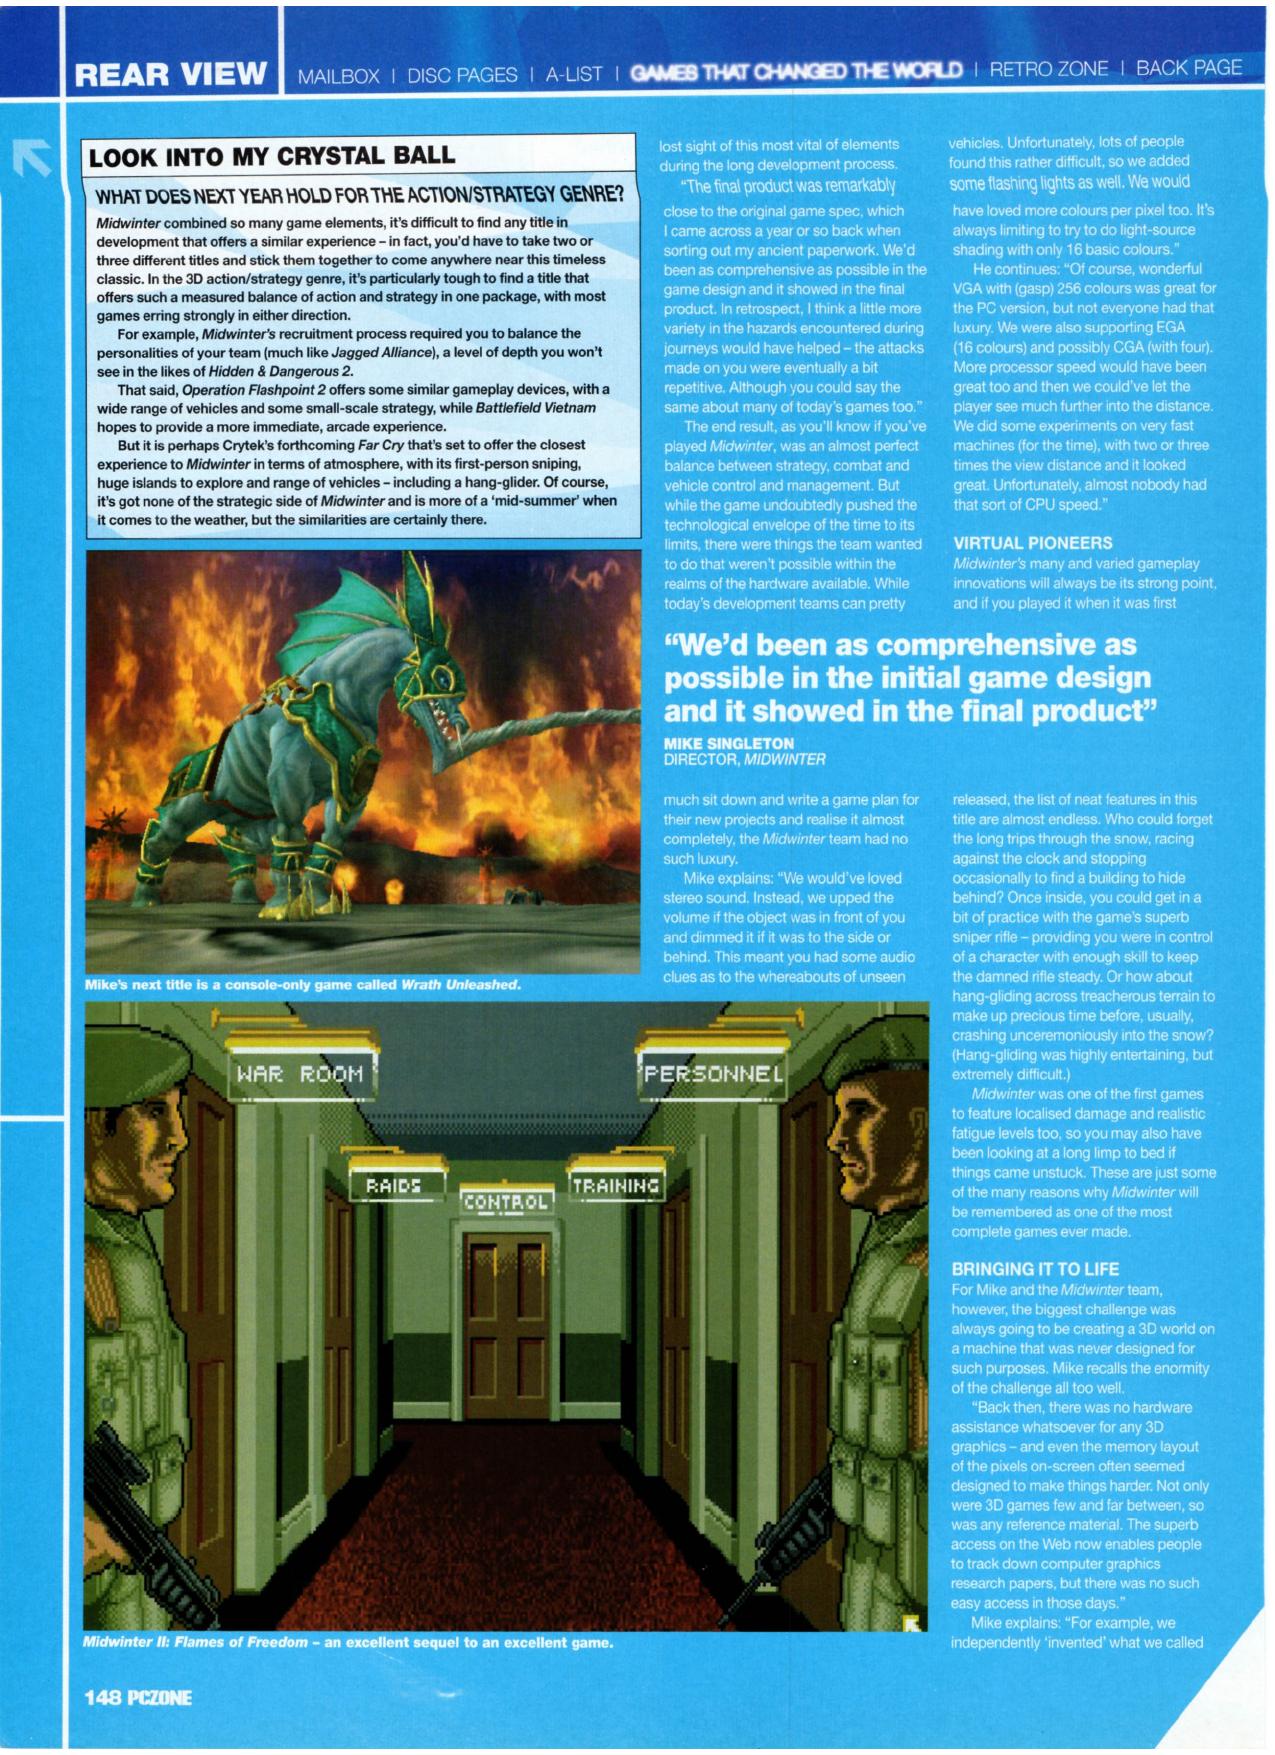 REAR VIEW
MAILBOX | DISC PAGES | A-LIST | GAMES THAT CHANGED THE WORLD | RETRO ZONE | BACK PAGE
LOOK INTO MY CRYSTAL BALL
WHAT DOES NEXT YEAR HOLD FOR THE ACTION/STRATEGY GENRE?
Midwinter combined so many game elements, it's difficult to find any title in
development that offers a similar experience – in fact, you'd have to take two or
three different titles and stick them together to come anywhere near this timeless
classic. In the 3D action/strategy genre, it's particularly tough to find a title that
offers such a measured balance of action and strategy in one package, with most
games erring strongly in either direction.
For example, Midwinter's recruitment process required you to balance the
personalities of your team (much like Jagged Alliance), a level of depth you won't
see in the likes of Hidden & Dangerous 2.
That said, Operation Flashpoint 2 offers some similar gameplay devices, with a
wide range of vehicles and some small-scale strategy, while Battlefield Vietnam
hopes to provide a more immediate, arcade experience.
But it is perhaps Crytek's forthcoming Far Cry that's set to offer the closest
experience to Midwinter in terms of atmosphere, with its first-person sniping,
huge islands to explore and range of vehicles – including a hang-glider. Of course,
it's got none of the strategic side of Midwinter and is more of a 'mid-summer' when
it comes to the weather, but the similarities are certainly there.
Mike's next title is a console-only game called Wrath Unleashed.
WAR ROOM
PERSONNEL
RAIDS
CONTROL
TRAINING
Midwinter II: Flames of Freedom – an excellent sequel to an excellent game.
lost sight of this most vital of elements
during the long development process.
"The final product was remarkably
close to the original game spec, which
I came across a year or so back when
sorting out my ancient paperwork. We'd
been as comprehensive as possible in the
game design and it showed in the final
product. In retrospect, I think a little more
variety in the hazards encountered during
journeys would have helped – the attacks
made on you were eventually a bit
repetitive. Although you could say the
same about many of today's games too."
The end result, as you'll know if you've
played Midwinter, was an almost perfect
balance between strategy, combat and
vehicle control and management. But
while the game undoubtedly pushed the
technological envelope of the time to its
limits, there were things the team wanted
to do that weren't possible within the
realms of the hardware available. While
today's development teams can pretty
"We'd been as comprehensive as
possible in the initial game design
and it showed in the final product"
MIKE SINGLETON
DIRECTOR, MIDWINTER
much sit down and write a game plan for
their new projects and realise it almost
completely, the Midwinter team had no
such luxury.
Mike explains: "We would've loved
stereo sound. Instead, we upped the
volume if the object was in front of you
and dimmed it if it was to the side or
behind. This meant you had some audio
clues as to the whereabouts of unseen
vehicles. Unfortunately, lots of people
found this rather difficult, so we added
some flashing lights as well. We would
have loved more colours per pixel too. It's
always limiting to try to do light-source
shading with only 16 basic colours."
He continues: "Of course, wonderful
VGA with (gasp) 256 colours was great for
the PC version, but not everyone had that
luxury. We were also supporting EGA
(16 colours) and possibly CGA (with four).
More processor speed would have been
great too and then we could've let the
player see much further into the distance.
We did some experiments on very fast
machines (for the time), with two or three
times the view distance and it looked
great. Unfortunately, almost nobody had
that sort of CPU speed."
VIRTUAL PIONEERS
Midwinter's many and varied gameplay
innovations will always be its strong point,
and if you played it when it was first
released, the list of neat features in this
title are almost endless. Who could forget
the long trips through the snow, racing
against the clock and stopping
occasionally to find a building to hide
behind? Once inside, you could get in a
bit of practice with the game's superb
sniper rifle – providing you were in control
of a character with enough skill to keep
the damned rifle steady. Or how about
hang-gliding across treacherous terrain to
make up precious time before, usually,
crashing unceremoniously into the snow?
(Hang-gliding was highly entertaining, but
extremely difficult.)
Midwinter was one of the first games
to feature localised damage and realistic
fatigue levels too, so you may also have
been looking at a long limp to bed if
things came unstuck. These are just some
of the many reasons why Midwinter will
be remembered as one of the most
complete games ever made.
BRINGING IT TO LIFE
For Mike and the Midwinter team,
however, the biggest challenge was
always going to be creating a 3D world on
a machine that was never designed for
such purposes. Mike recalls the enormity
of the challenge all too well.
"Back then, there was no hardware
assistance whatsoever for any 3D
graphics – and even the memory layout
of the pixels on-screen often seemed
designed to make things harder. Not only
were 3D games few and far between, so
was any reference material. The superb
access on the Web now enables people
to track down computer graphics
research papers, but there was no such
easy access in those days."
Mike explains: "For example, we
independently 'invented' what we called
148 PCZONE